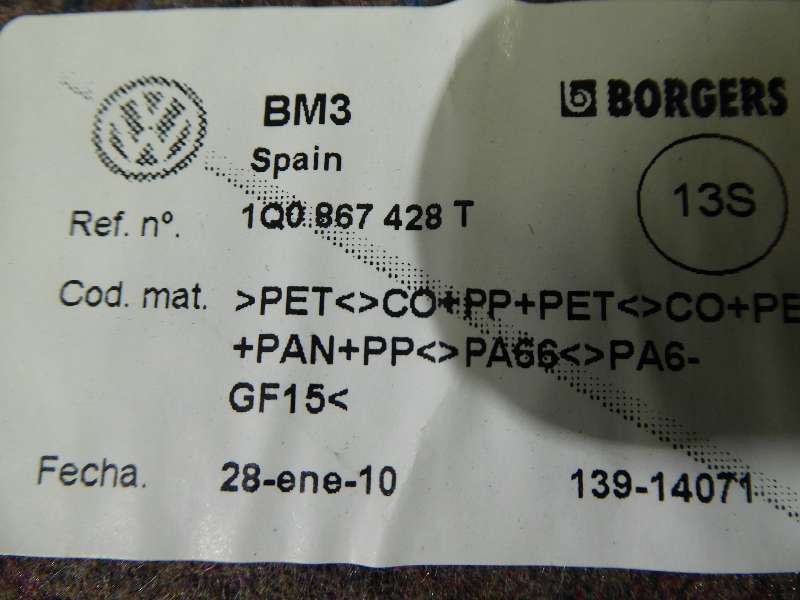 BM3
BORGERS
Spain
13S
Ref. nº. 1Q0 867 428 T
Cod. mat. >PET<>CO+PP+PET<>CO+PE
+PAN+PP<>PA66<>PA6-
GF15<
Fecha. 28-ene-10 139-14071